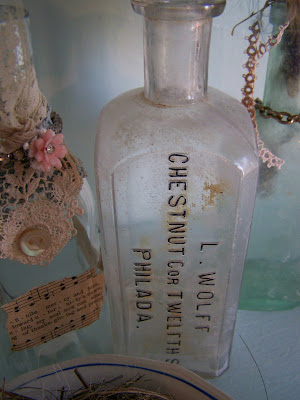 L. WOLFF
CHESTNUT COR TWELFTH S
PHILADA.